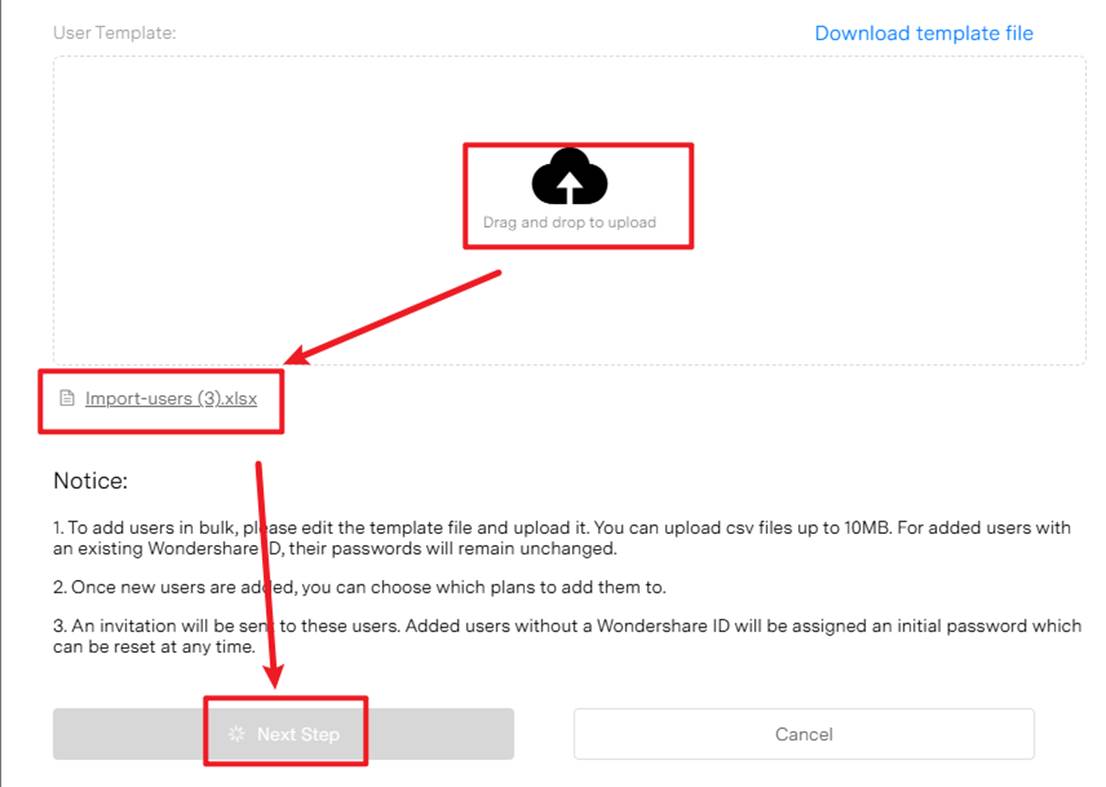 User Template:
Download template file
Drag and drop to upload
Import-users (3).xlsx
Notice:
1. To add users in bulk, please edit the template file and upload it. You can upload csv files up to 10MB. For added users with
an existing Wondershare ID, their passwords will remain unchanged.
2. Once new users are added, you can choose which plans to add them to.
3. An invitation will be sent to these users. Added users without a Wondershare ID will be assigned an initial password which
can be reset at any time.
Next Step
Cancel